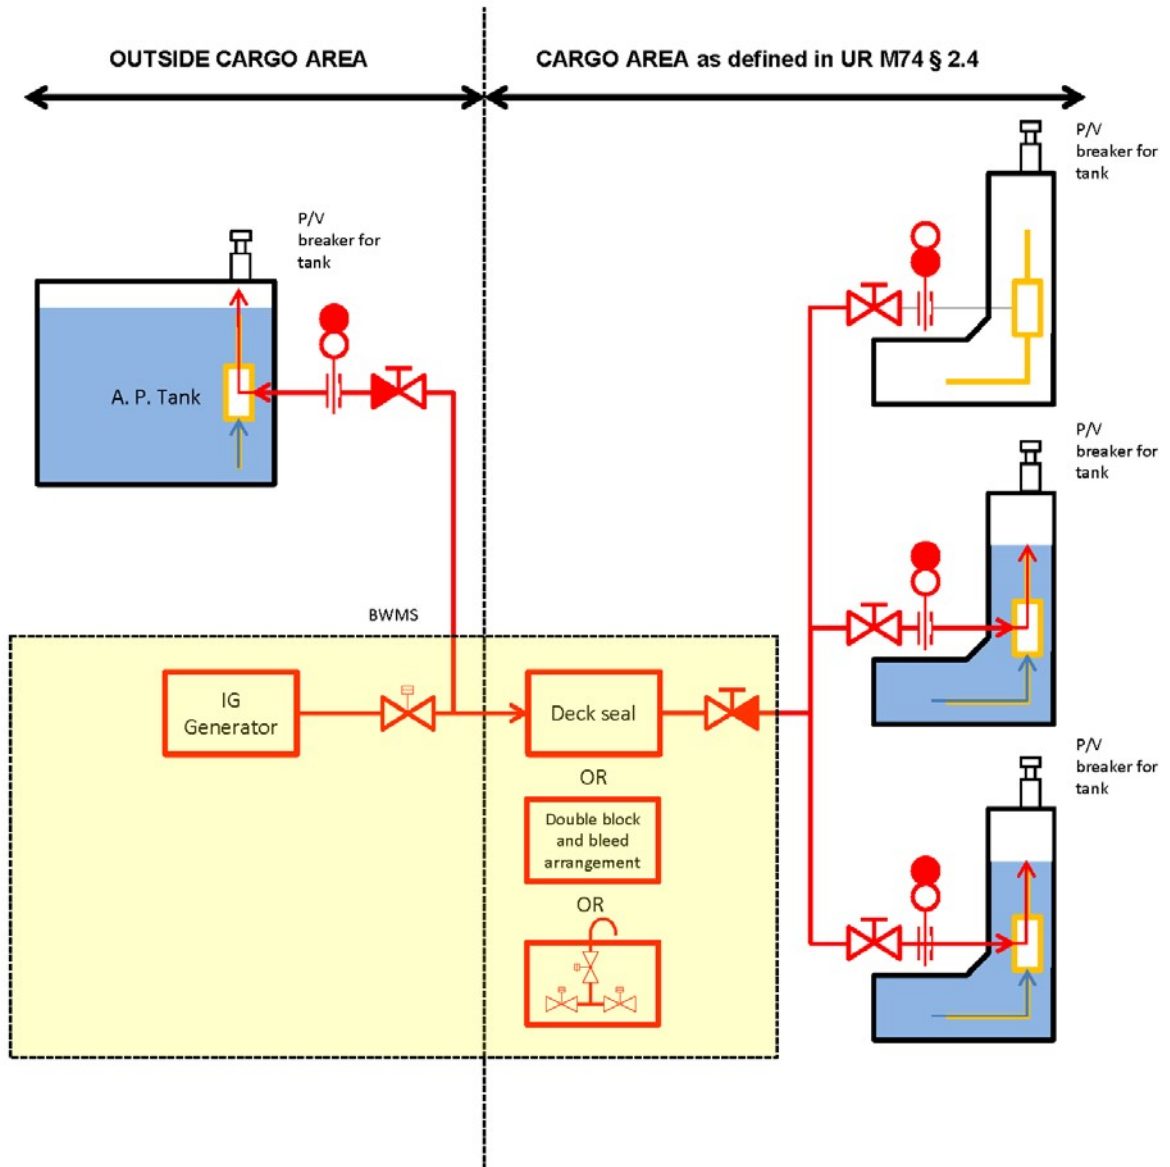 OUTSIDE CARGO AREA
CARGO AREA as defined in UR M74 § 2.4
P/V
breaker for
tank
P/V
breaker for
tank
A. P. Tank
P/V
breaker for
tank
BWMS
IG
Generator
Deck seal
OR
Double block
and bleed
arrangement
OR
P/V
breaker for
tank